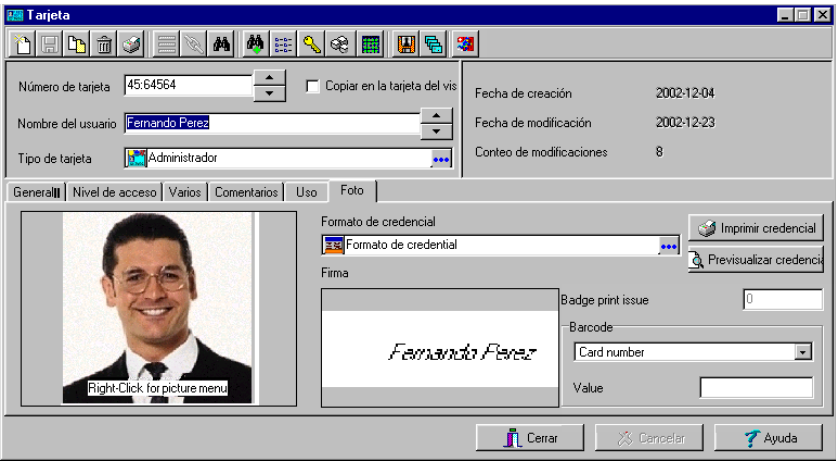 Tarjeta
Número de tarjeta
45:64564
Copiar en la tarjeta del vis
Nombre del usuario
Fernando Perez
Tipo de tarjeta
Administrador
Fecha de creación
2002-12-04
Fecha de modificación
2002-12-23
Conteo de modificaciones
8
General
Nivel de acceso
Varios
Comentarios
Uso
Foto
Right-Click for picture menu
Formato de credencial
Formato de credential
Firma
Fernando Perez
Imprimir credencial
Previsualizar credencia
Badge print issue
0
Barcode
Card number
Value
Cerrar
Cancelar
Ayuda